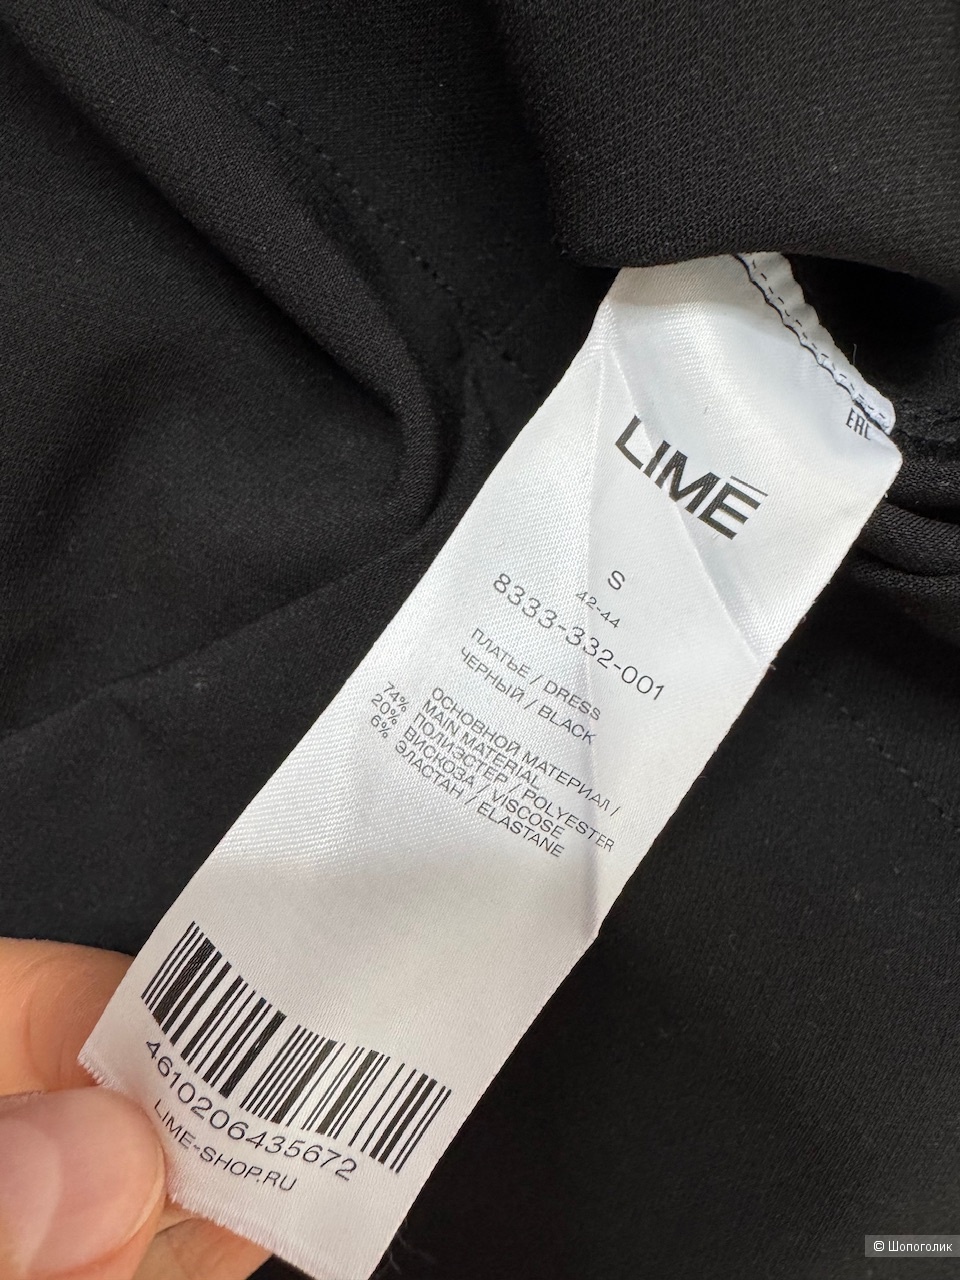 EAC
LIMĒ
S
42-44
8333-332-001
ПЛАТЬЕ / DRESS
ЧЕРНЫЙ / BLACK
ОСНОВНОЙ МАТЕРИАЛ /
MAIN MATERIAL
74% ПОЛИЭСТЕР / POLYESTER
20% ВИСКОЗА / VISCOSE
6% ЭЛАСТАН / ELASTANE
4610206435672
LIME-SHOP.RU
© Шопоголик